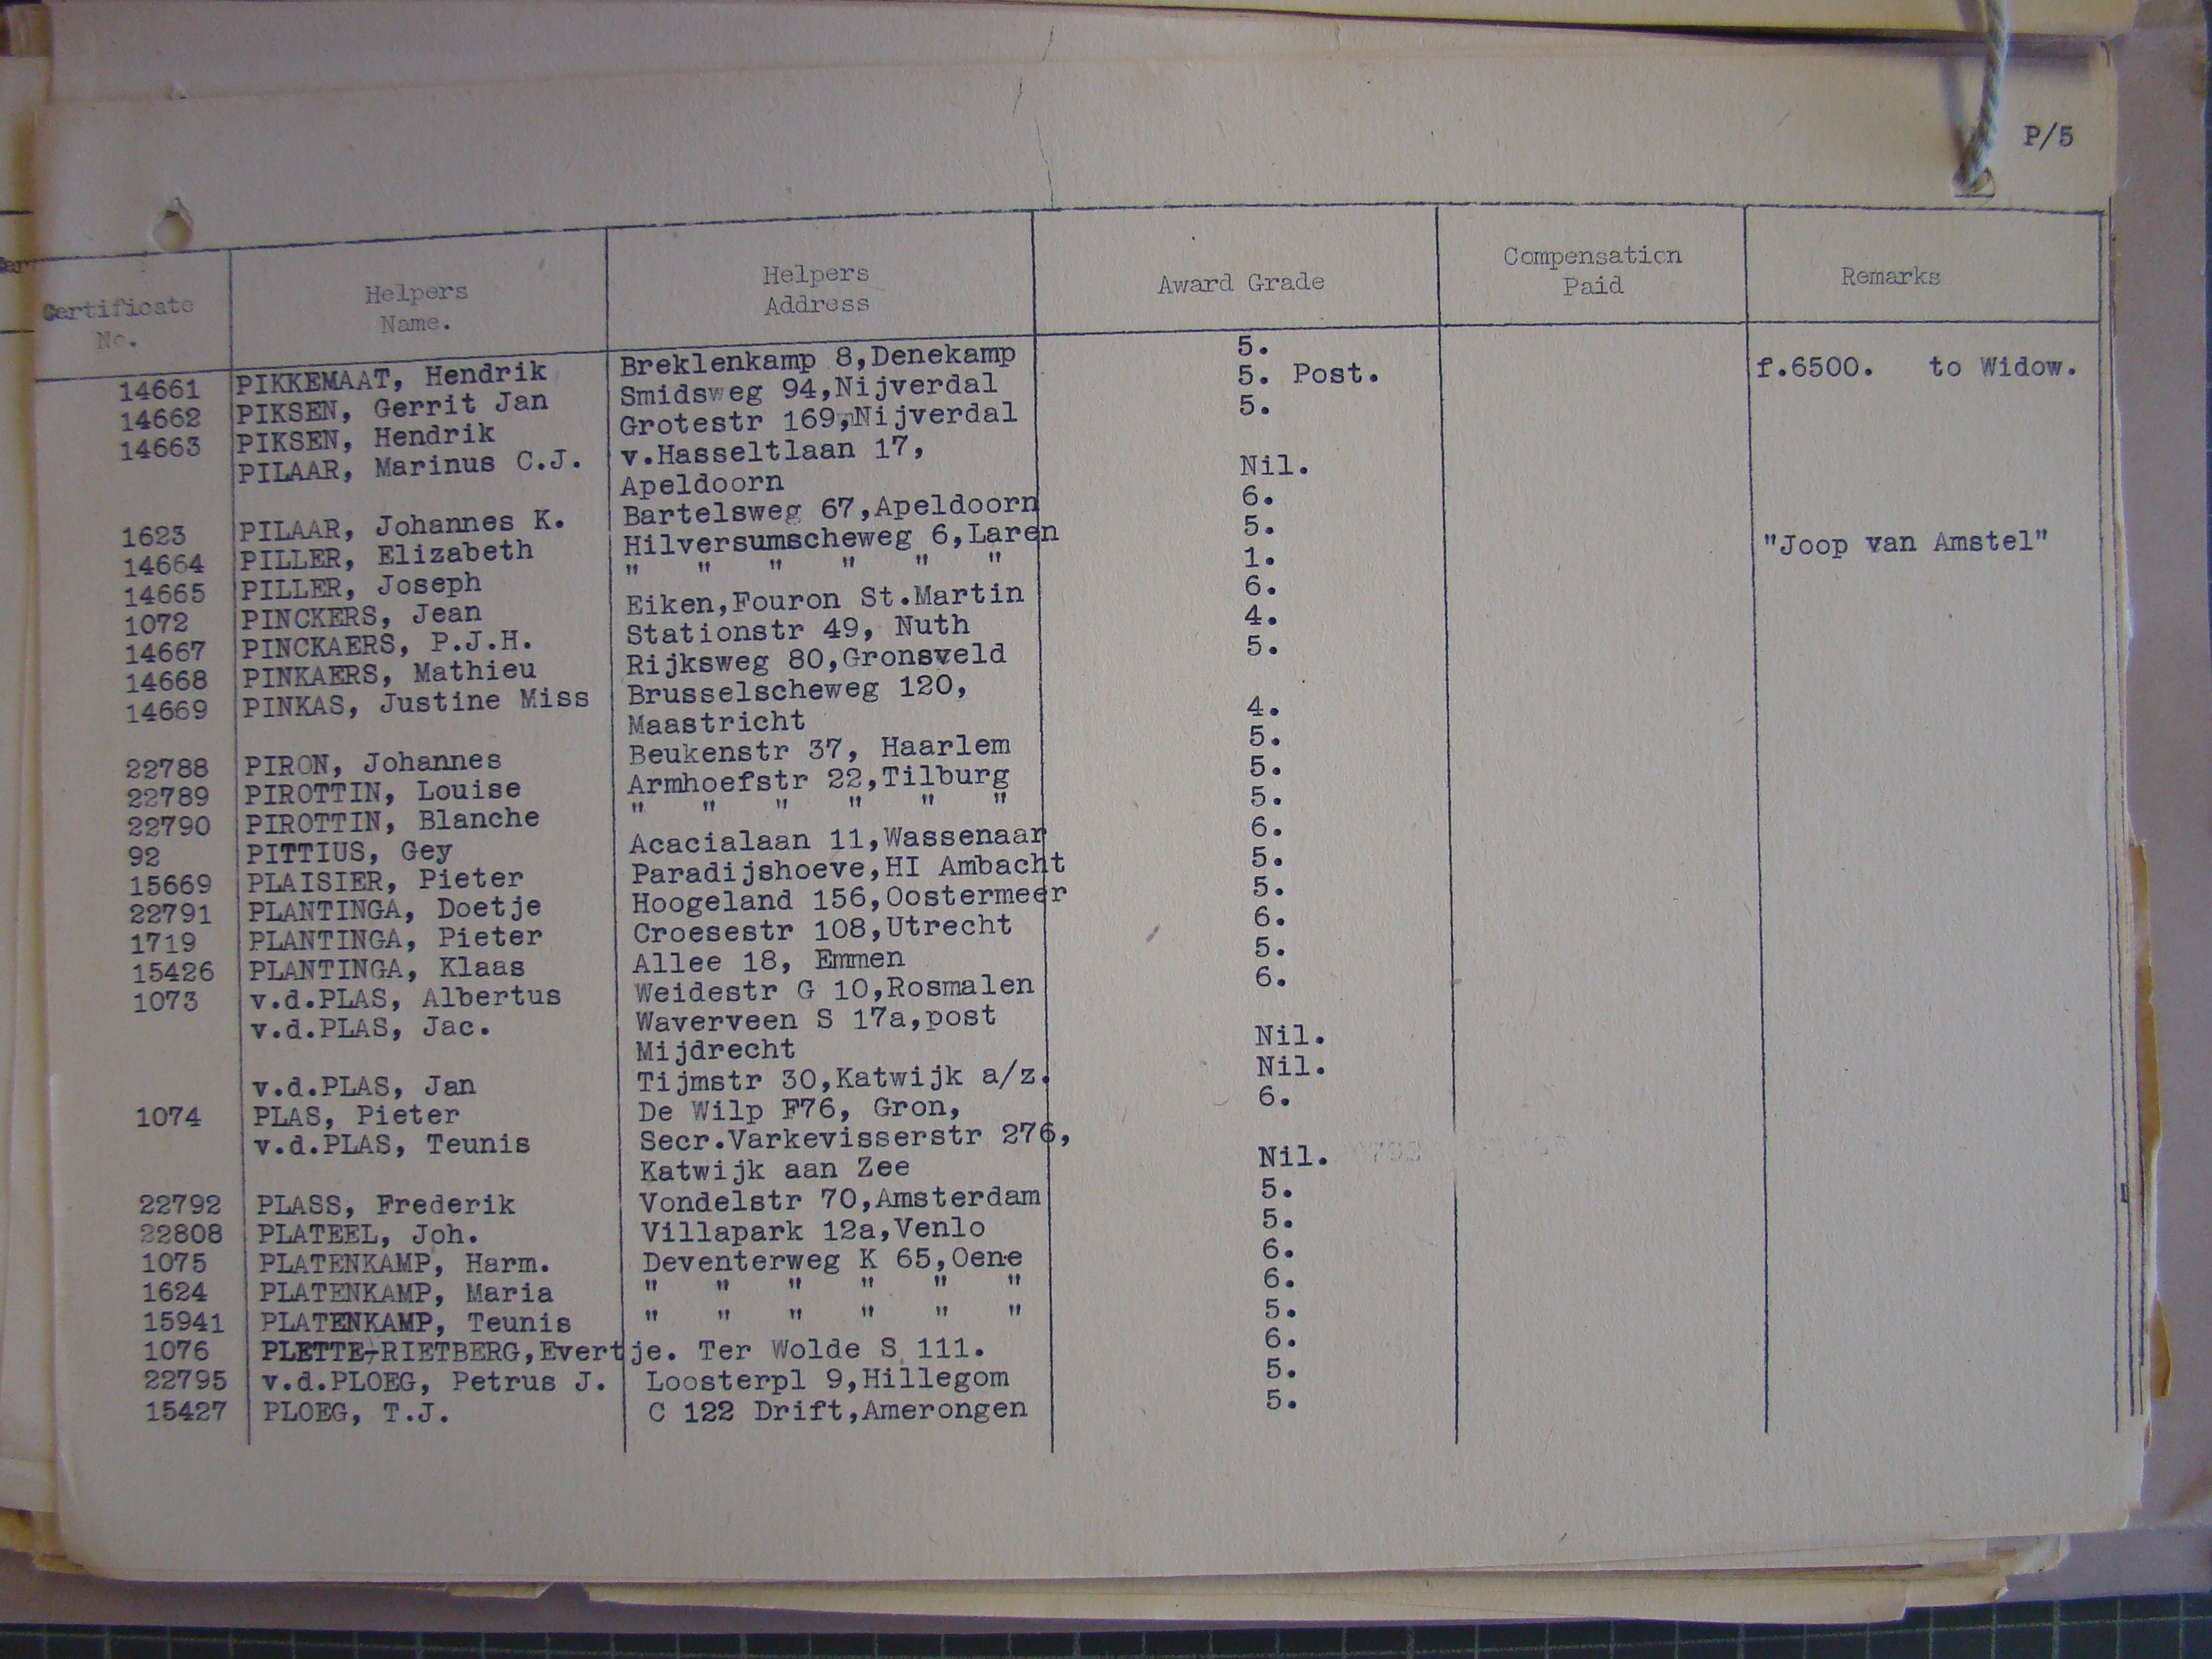 P/5
Certificate No. Helpers Name. Helpers Address Award Grade Compensation Paid Remarks
14661 PIKKEMAAT, Hendrik Breklenkamp 8,Denekamp 5.
14662 PIKSEN, Gerrit Jan Smidsweg 94,Nijverdal 5. Post. f.6500. to Widow.
14663 PIKSEN, Hendrik Grotestr 169,Nijverdal 5.
PILAAR, Marinus C.J. v.Hasseltlaan 17,
Apeldoorn Nil.
1623 PILAAR, Johannes K. Bartelsweg 67,Apeldoorn 6.
14664 PILLER, Elizabeth Hilversumscheweg 6,Laren 5.
14665 PILLER, Joseph " " " " " " 1. "Joop van Amstel"
1072 PINCKERS, Jean Eiken,Fouron St.Martin 6.
14667 PINCKAERS, P.J.H. Stationstr 49, Nuth 4.
14668 PINKAERS, Mathieu Rijksweg 80,Gronsveld 5.
14669 PINKAS, Justine Miss Brusselscheweg 120,
Maastricht 4.
22788 PIRON, Johannes Beukenstr 37, Haarlem 5.
22789 PIROTTIN, Louise Armhoefstr 22,Tilburg 5.
22790 PIROTTIN, Blanche " " " " " " 5.
92 PITTIUS, Gey Acacialaan 11,Wassenaar 6.
15669 PLAISIER, Pieter Paradijshoeve,HI Ambacht 5.
22791 PLANTINGA, Doetje Hoogeland 156,Oostermeer 5.
1719 PLANTINGA, Pieter Croesestr 108,Utrecht 6.
15426 PLANTINGA, Klaas Allee 18, Emmen 5.
1073 v.d.PLAS, Albertus Weidestr G 10,Rosmalen 6.
v.d.PLAS, Jac. Waverveen S 17a,post
Mijdrecht Nil.
v.d.PLAS, Jan Tijmstr 30,Katwijk a/z. Nil.
1074 PLAS, Pieter De Wilp F76, Gron, 6.
v.d.PLAS, Teunis Secr.Varkevisserstr 276,
Katwijk aan Zee Nil.
22792 PLASS, Frederik Vondelstr 70,Amsterdam 5.
22808 PLATEEL, Joh. Villapark 12a,Venlo 5.
1075 PLATENKAMP, Harm. Deventerweg K 65,Oene 6.
1624 PLATENKAMP, Maria " " " " " " 6.
15941 PLATENKAMP, Teunis " " " " " " 5.
1076 PLETTE-RIETBERG,Evertje. Ter Wolde S 111. 6.
22795 v.d.PLOEG, Petrus J. Loosterpl 9,Hillegom 5.
15427 PLOEG, T.J. C 122 Drift,Amerongen 5.